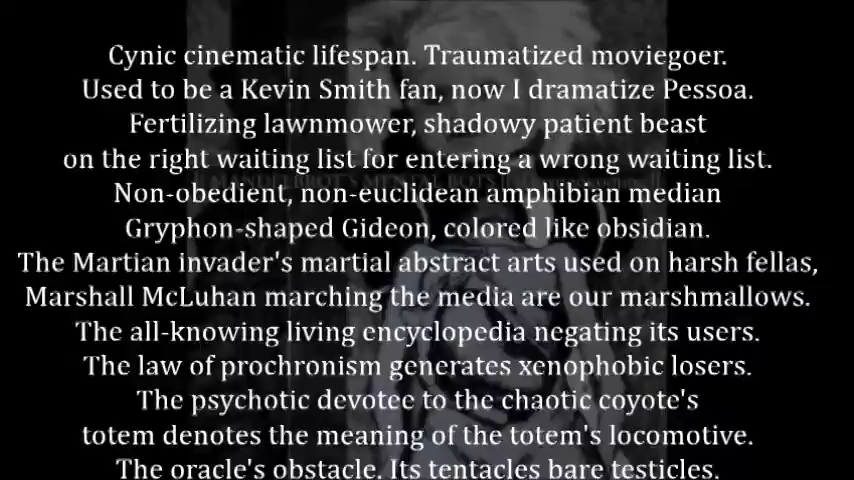 Cynic cinematic lifespan. Traumatized moviegoer.
Used to be a Kevin Smith fan, now I dramatize Pessoa.
Fertilizing lawnmower, shadowy patient beast
on the right waiting list for entering a wrong waiting list.
Non-obedient, non-euclidean amphibian median
Gryphon-shaped Gideon, colored like obsidian.
The Martian invader's martial abstract arts used on harsh fellas,
Marshall McLuhan marching the media are our marshmallows.
The all-knowing living encyclopedia negating its users.
The law of prochronism generates xenophobic losers.
The psychotic devotee to the chaotic coyote's
totem denotes the meaning of the totem's locomotive.
The oracle's obstacle. Its tentacles bare testicles.